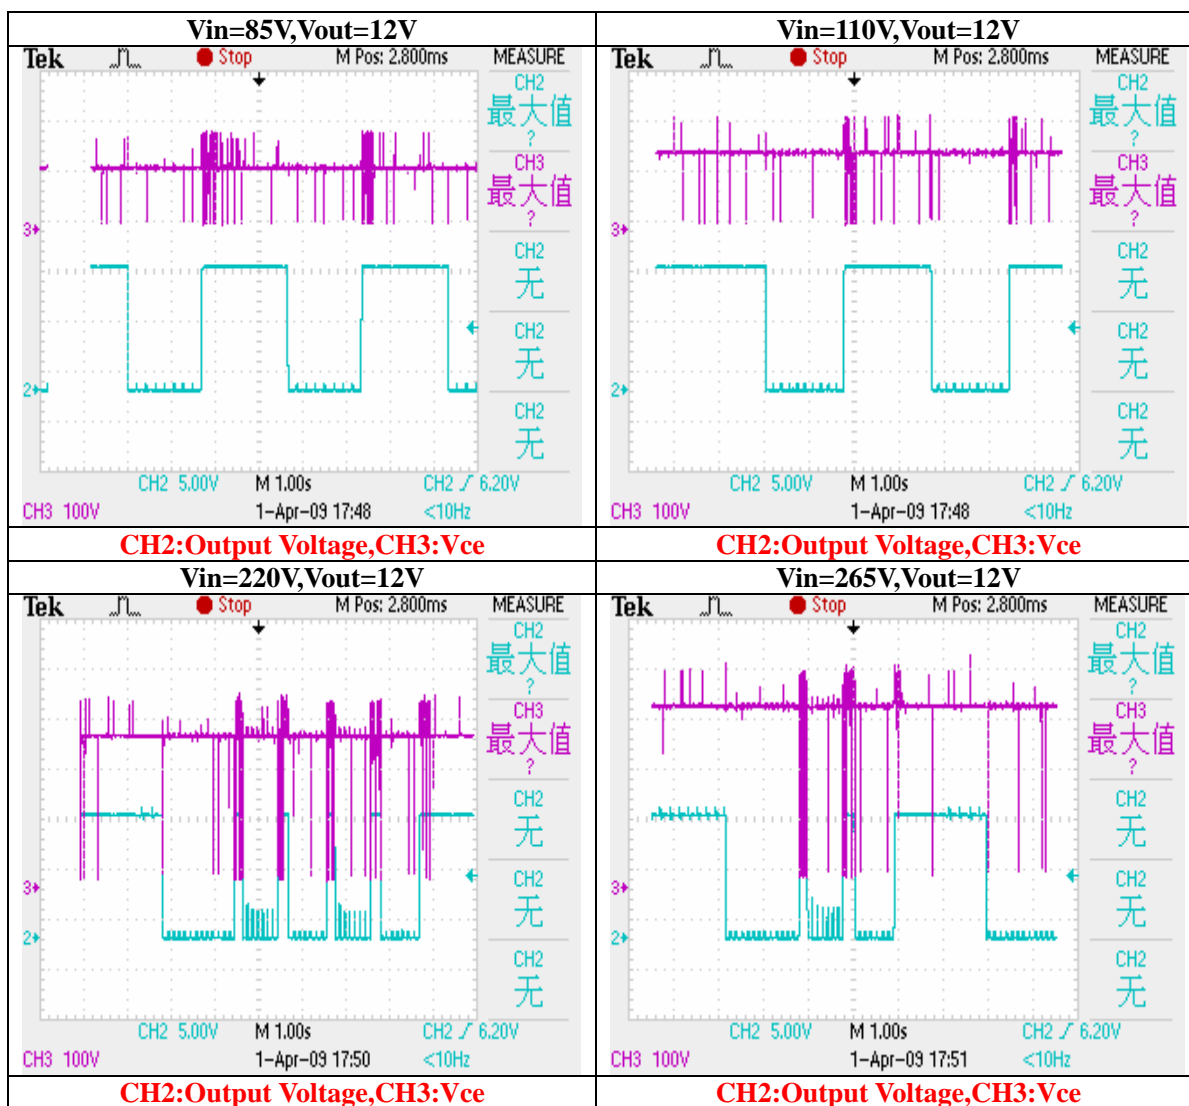 Vin=85V,Vout=12V
Tek Stop M Pos: 2.800ms MEASURE
CH2
最大值
?
CH3
最大值
?
3
CH2
无
CH2
无
2
CH2
无
CH2 5.00V M 1.00s CH2 6.20V
CH3 100V 1-Apr-09 17:48 <10Hz
CH2:Output Voltage,CH3:Vce
Vin=110V,Vout=12V
Tek Stop M Pos: 2.800ms MEASURE
CH2
最大值
?
CH3
最大值
?
3
CH2
无
CH2
无
2
CH2
无
CH2 5.00V M 1.00s CH2 6.20V
CH3 100V 1-Apr-09 17:48 <10Hz
CH2:Output Voltage,CH3:Vce
Vin=220V,Vout=12V
Tek Stop M Pos: 2.800ms MEASURE
CH2
最大值
?
CH3
最大值
?
CH2
无
3
CH2
无
2
CH2
无
CH2 5.00V M 1.00s CH2 6.20V
CH3 100V 1-Apr-09 17:50 <10Hz
CH2:Output Voltage,CH3:Vce
Vin=265V,Vout=12V
Tek Stop M Pos: 2.800ms MEASURE
CH2
最大值
?
CH3
最大值
?
CH2
无
3
CH2
无
2
CH2
无
CH2 5.00V M 1.00s CH2 6.20V
CH3 100V 1-Apr-09 17:51 <10Hz
CH2:Output Voltage,CH3:Vce